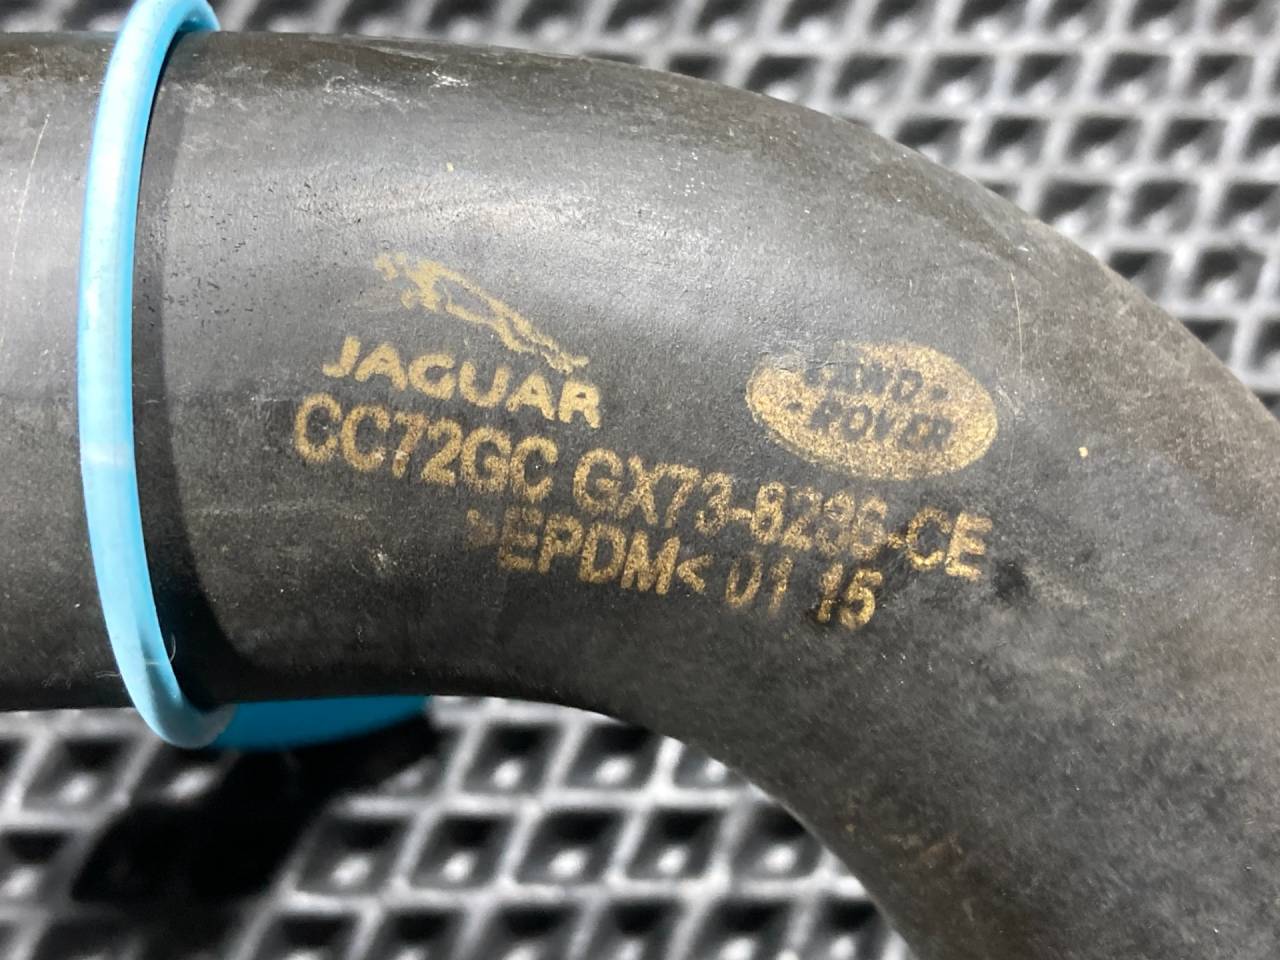 JAGUAR
LAND-
-ROVER
CC72GC GX73-8286-CE
>EPDM< 01 15